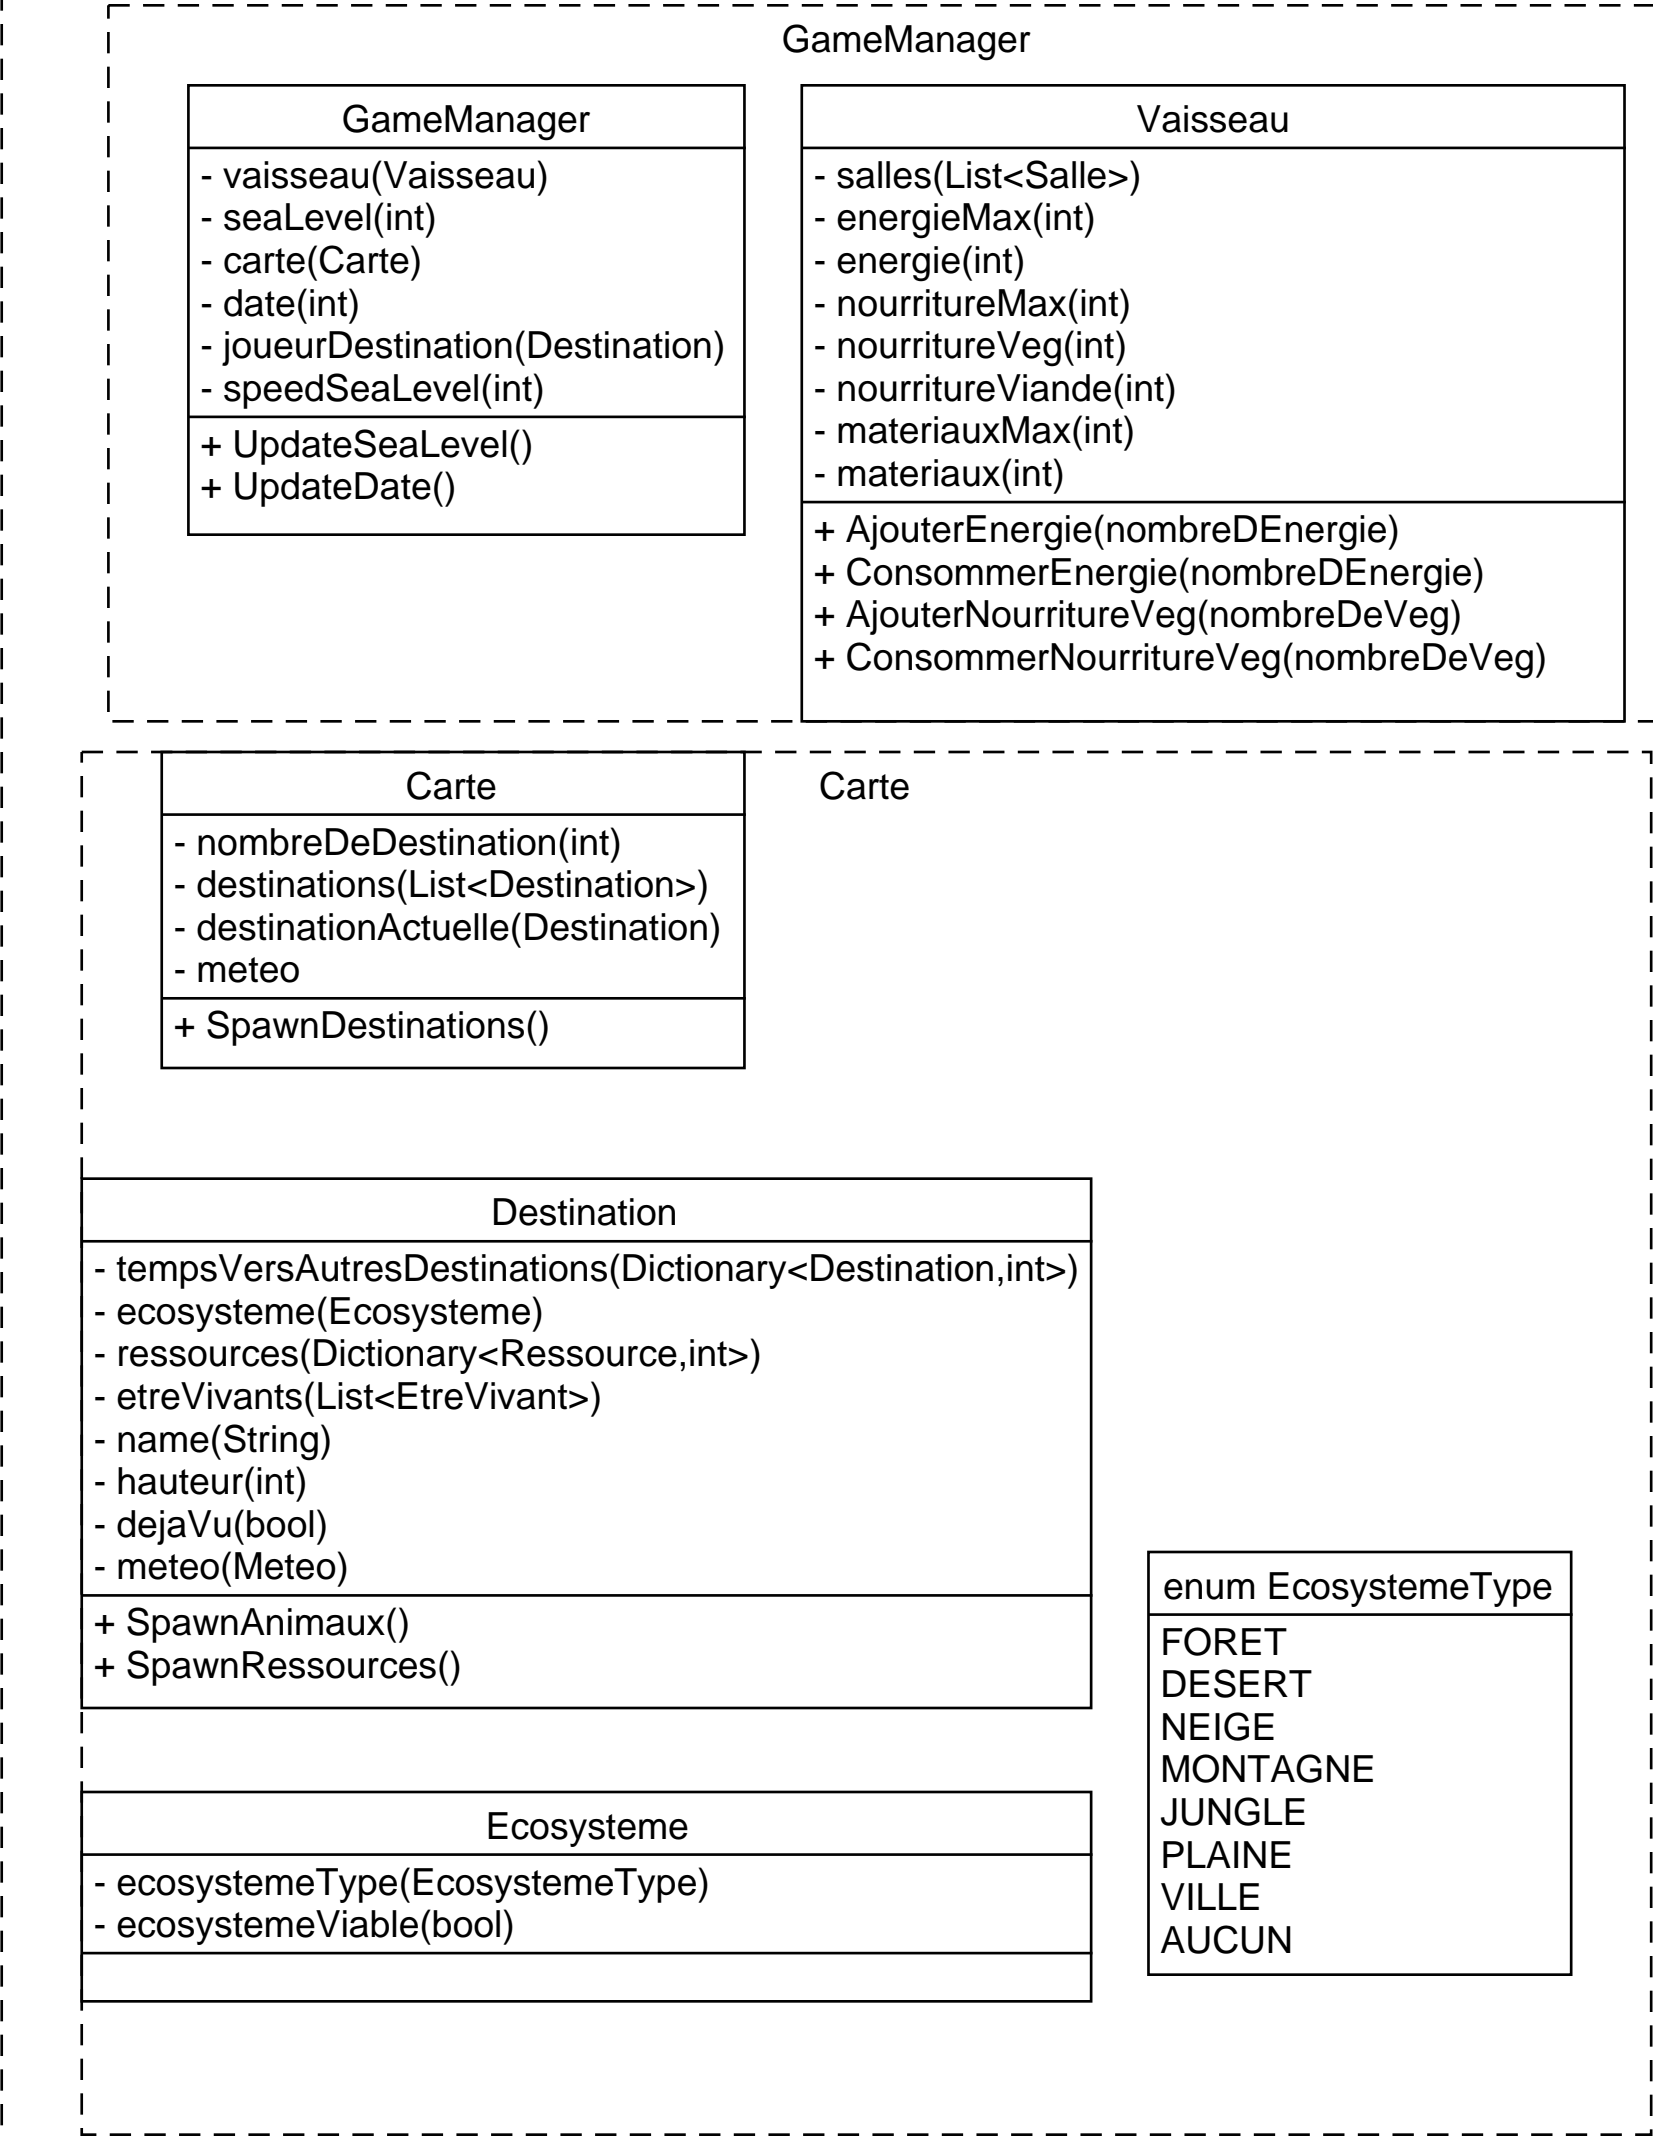 GameManager
GameManager
- vaisseau(Vaisseau)
- seaLevel(int)
- carte(Carte)
- date(int)
- joueurDestination(Destination)
- speedSeaLevel(int)
+ UpdateSeaLevel()
+ UpdateDate()
Vaisseau
- salles(List<Salle>)
- energieMax(int)
- energie(int)
- nourritureMax(int)
- nourritureVeg(int)
- nourritureViande(int)
- materiauxMax(int)
- materiaux(int)
+ AjouterEnergie(nombreDEnergie)
+ ConsommerEnergie(nombreDEnergie)
+ AjouterNourritureVeg(nombreDeVeg)
+ ConsommerNourritureVeg(nombreDeVeg)
Carte
Carte
- nombreDeDestination(int)
- destinations(List<Destination>)
- destinationActuelle(Destination)
- meteo
+ SpawnDestinations()
Destination
- tempsVersAutresDestinations(Dictionary<Destination,int>)
- ecosysteme(Ecosysteme)
- ressources(Dictionary<Ressource,int>)
- etreVivants(List<EtreVivant>)
- name(String)
- hauteur(int)
- dejaVu(bool)
- meteo(Meteo)
+ SpawnAnimaux()
+ SpawnRessources()
enum EcosystemeType
FORET
DESERT
NEIGE
MONTAGNE
JUNGLE
PLAINE
VILLE
AUCUN
Ecosysteme
- ecosystemeType(EcosystemeType)
- ecosystemeViable(bool)